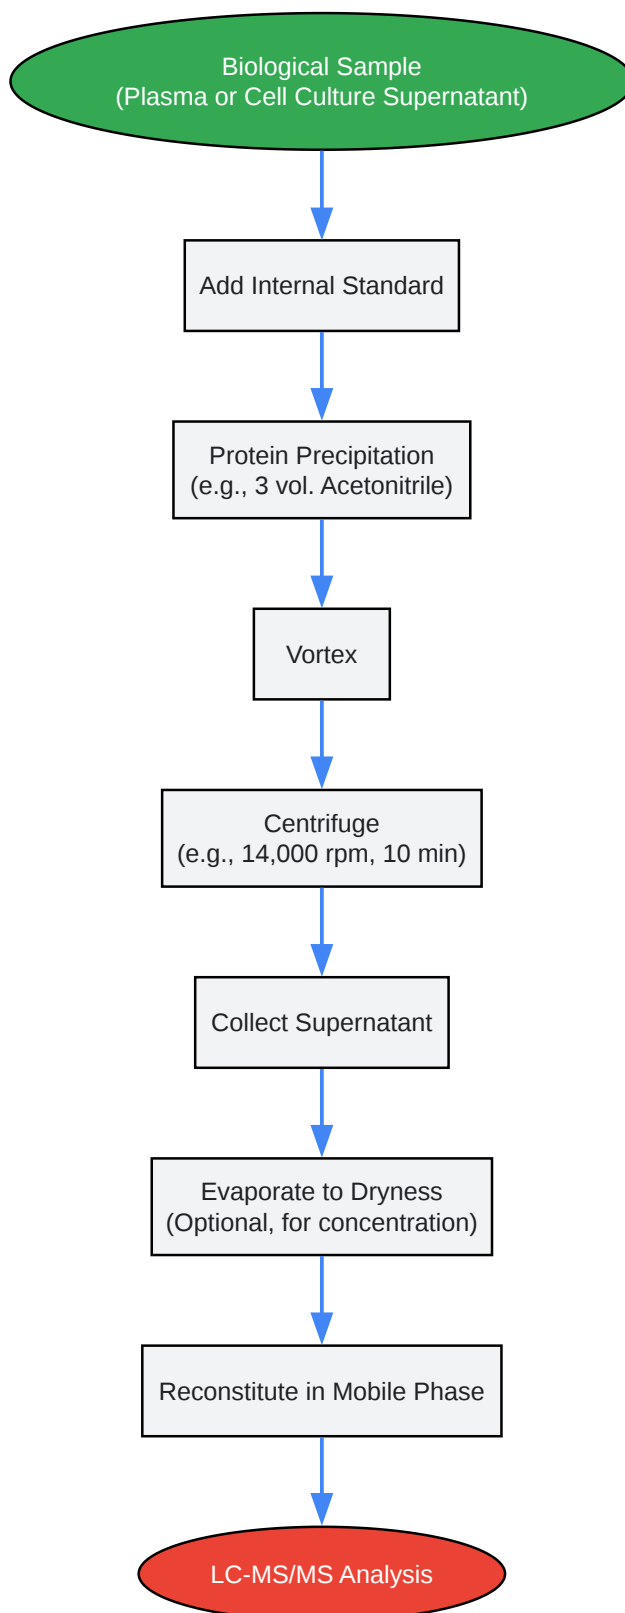 Biological Sample
(Plasma or Cell Culture Supernatant)
Add Internal Standard
Protein Precipitation
(e.g., 3 vol. Acetonitrile)
Vortex
Centrifuge
(e.g., 14,000 rpm, 10 min)
Collect Supernatant
Evaporate to Dryness
(Optional, for concentration)
Reconstitute in Mobile Phase
LC-MS/MS Analysis